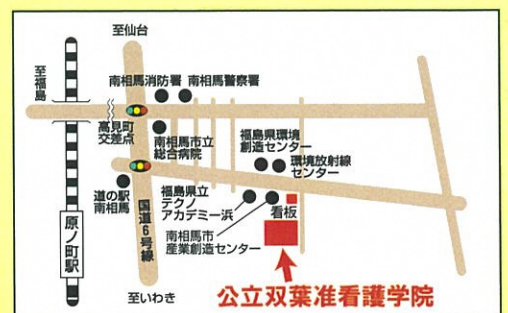 至仙台
至福島
南相馬消防署
南相馬警察署
高見町
交差点
南相馬市立
総合病院
福島県環境
創造センター
環境放射線
センター
道の駅
南相馬
国道6号線
福島県立
テクノ
アカデミー浜
看板
南相馬市
産業創造センター
原ノ町駅
至いわき
公立双葉准看護学院